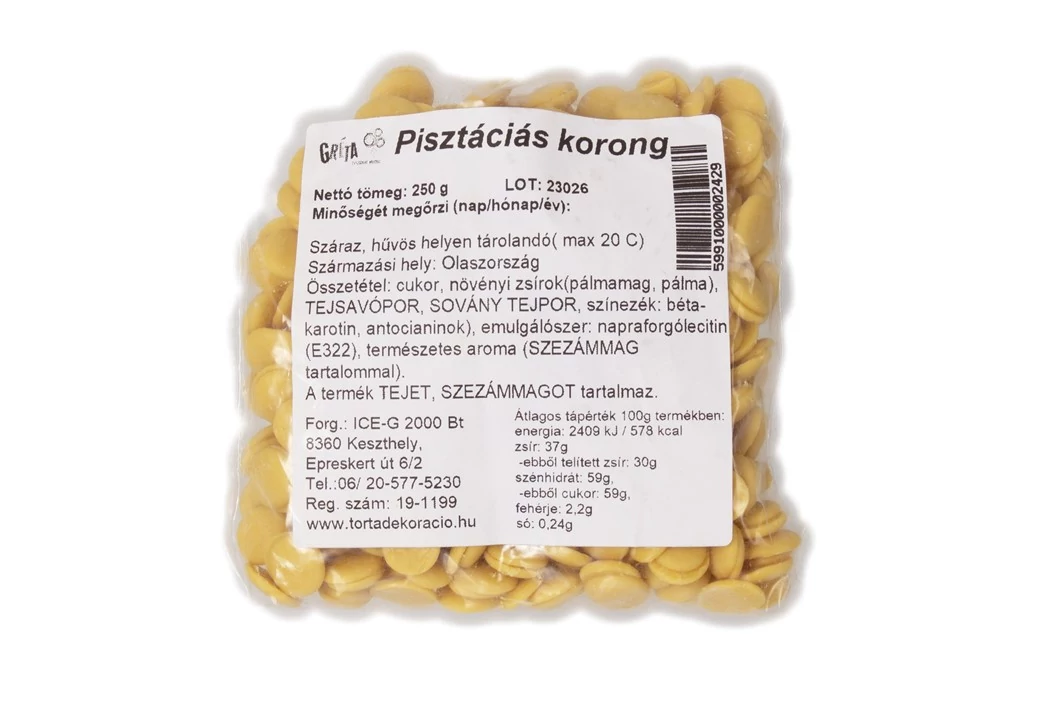 GRÉTA
Pisztáciás korong
Nettó tömeg: 250 g LOT: 23026
Minőségét megőrzi (nap/hónap/év):
Száraz, hűvös helyen tárolandó( max 20 C)
Származási hely: Olaszország
Összetétel: cukor, növényi zsírok(pálmamag, pálma),
TEJSAVÓPOR, SOVÁNY TEJPOR, színezék: béta-
karotin, antocianinok), emulgálószer: napraforgólecitin
(E322), természetes aroma (SZEZÁMMAG
tartalommal).
A termék TEJET, SZEZÁMMAGOT tartalmaz.
Forg.: ICE-G 2000 Bt
8360 Keszthely,
Epreskert út 6/2
Tel.:06/ 20-577-5230
Reg. szám: 19-1199
www.tortadekoracio.hu
Átlagos tápérték 100g termékben:
energia: 2409 kJ / 578 kcal
zsír: 37g
-ebből telített zsír: 30g
szénhidrát: 59g,
-ebből cukor: 59g,
fehérje: 2,2g
só: 0,24g
5991000002429